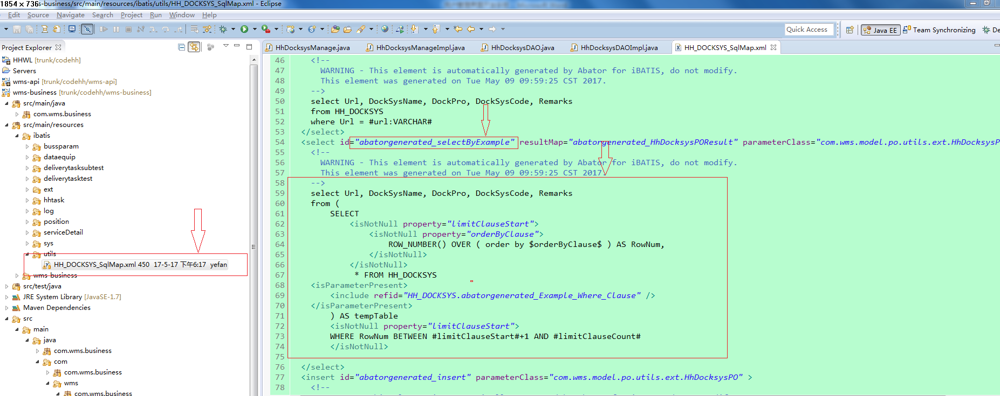 1854 x 736
s-business/src/main/resources/ibatis/utils/HH_DOCKSYS_SqlMap.xml - Eclipse
Edit Source Navigate Search Project Run Window Help
Quick Access
Java EE
Team Synchronizing
De
Project Explorer
HHWL [trunk/codehh]
Servers
wms-api [trunk/codehh/wms-api]
wms-business [trunk/codehh/wms-business]
src/main/java
com.wms.business
src/main/resources
ibatis
bussparam
dataequip
deliverytasksubtest
deliverytasktest
ext
hhtask
log
position
serviceDetail
sys
utils
HH_DOCKSYS_SqlMap.xml 450 17-5-17 下午6:17 yefan
wms-business
src/test/java
JRE System Library [JavaSE-1.7]
Maven Dependencies
src
main
java
com.wms.business
com
com.wms.business
wms
com.wms.business
HhDocksysManage.java
HhDocksysManageImpl.java
HhDocksysDAO.java
HhDocksysDAOImpl.java
HH_DOCKSYS_SqlMap.xml
46 <!--
47 WARNING - This element is automatically generated by Abator for iBATIS, do not modify.
48 This element was generated on Tue May 09 09:59:25 CST 2017.
49 -->
50 select Url, DockSysName, DockPro, DockSysCode, Remarks
51 from HH_DOCKSYS
52 where Url = #url:VARCHAR#
53 </select>
54 <select id="abatorgenerated_selectByExample" resultMap="abatorgenerated_HhDocksysPOResult" parameterClass="com.wms.model.po.utils.ext.HhDocksysP
55 <!--
56 WARNING - This element is automatically generated by Abator for iBATIS, do not modify.
57 This element was generated on Tue May 09 09:59:25 CST 2017.
58 -->
59 select Url, DockSysName, DockPro, DockSysCode, Remarks
60 from (
61 SELECT
62 <isNotNull property="limitClauseStart">
63 <isNotNull property="orderByClause">
64 ROW_NUMBER() OVER ( order by $orderByClause$ ) AS RowNum,
65 </isNotNull>
66 </isNotNull>
67 * FROM HH_DOCKSYS
68 <isParameterPresent>
69 <include refid="HH_DOCKSYS.abatorgenerated_Example_Where_Clause" />
70 </isParameterPresent>
71 ) AS tempTable
72 <isNotNull property="limitClauseStart">
73 WHERE RowNum BETWEEN #limitClauseStart#+1 AND #limitClauseCount#
74 </isNotNull>
75
76 </select>
77 <insert id="abatorgenerated_insert" parameterClass="com.wms.model.po.utils.ext.HhDocksysPO" >
78 <!--